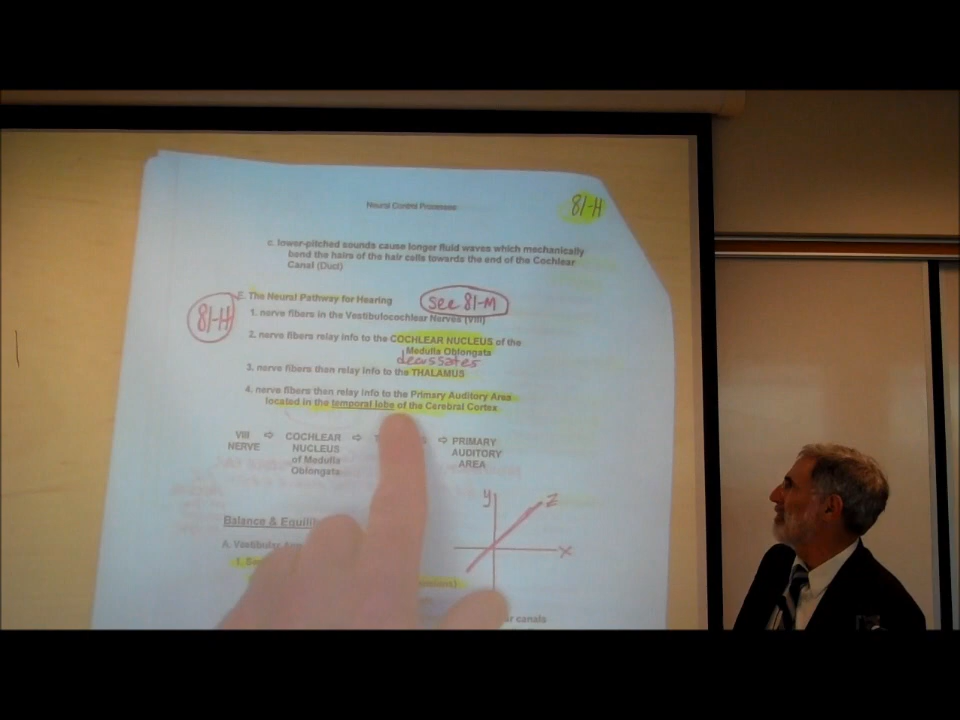 Neural Control Processes
81-H
c. lower-pitched sounds cause longer fluid waves which mechanically
bend the hairs of the hair cells towards the end of the Cochlear
Canal (Duct)
E. The Neural Pathway for Hearing
see 81-M
81-H
1. nerve fibers in the Vestibulocochlear Nerves (VIII)
2. nerve fibers relay info to the COCHLEAR NUCLEUS of the
Medulla Oblongata
decussates
3. nerve fibers then relay info to the THALAMUS
4. nerve fibers then relay info to the Primary Auditory Area
located in the temporal lobe of the Cerebral Cortex
VIII ⇨ COCHLEAR ⇨ ⇨ PRIMARY
NERVE NUCLEUS AUDITORY
of Medulla AREA
Oblongata
y z
x
Balance &
A.
1.
canals